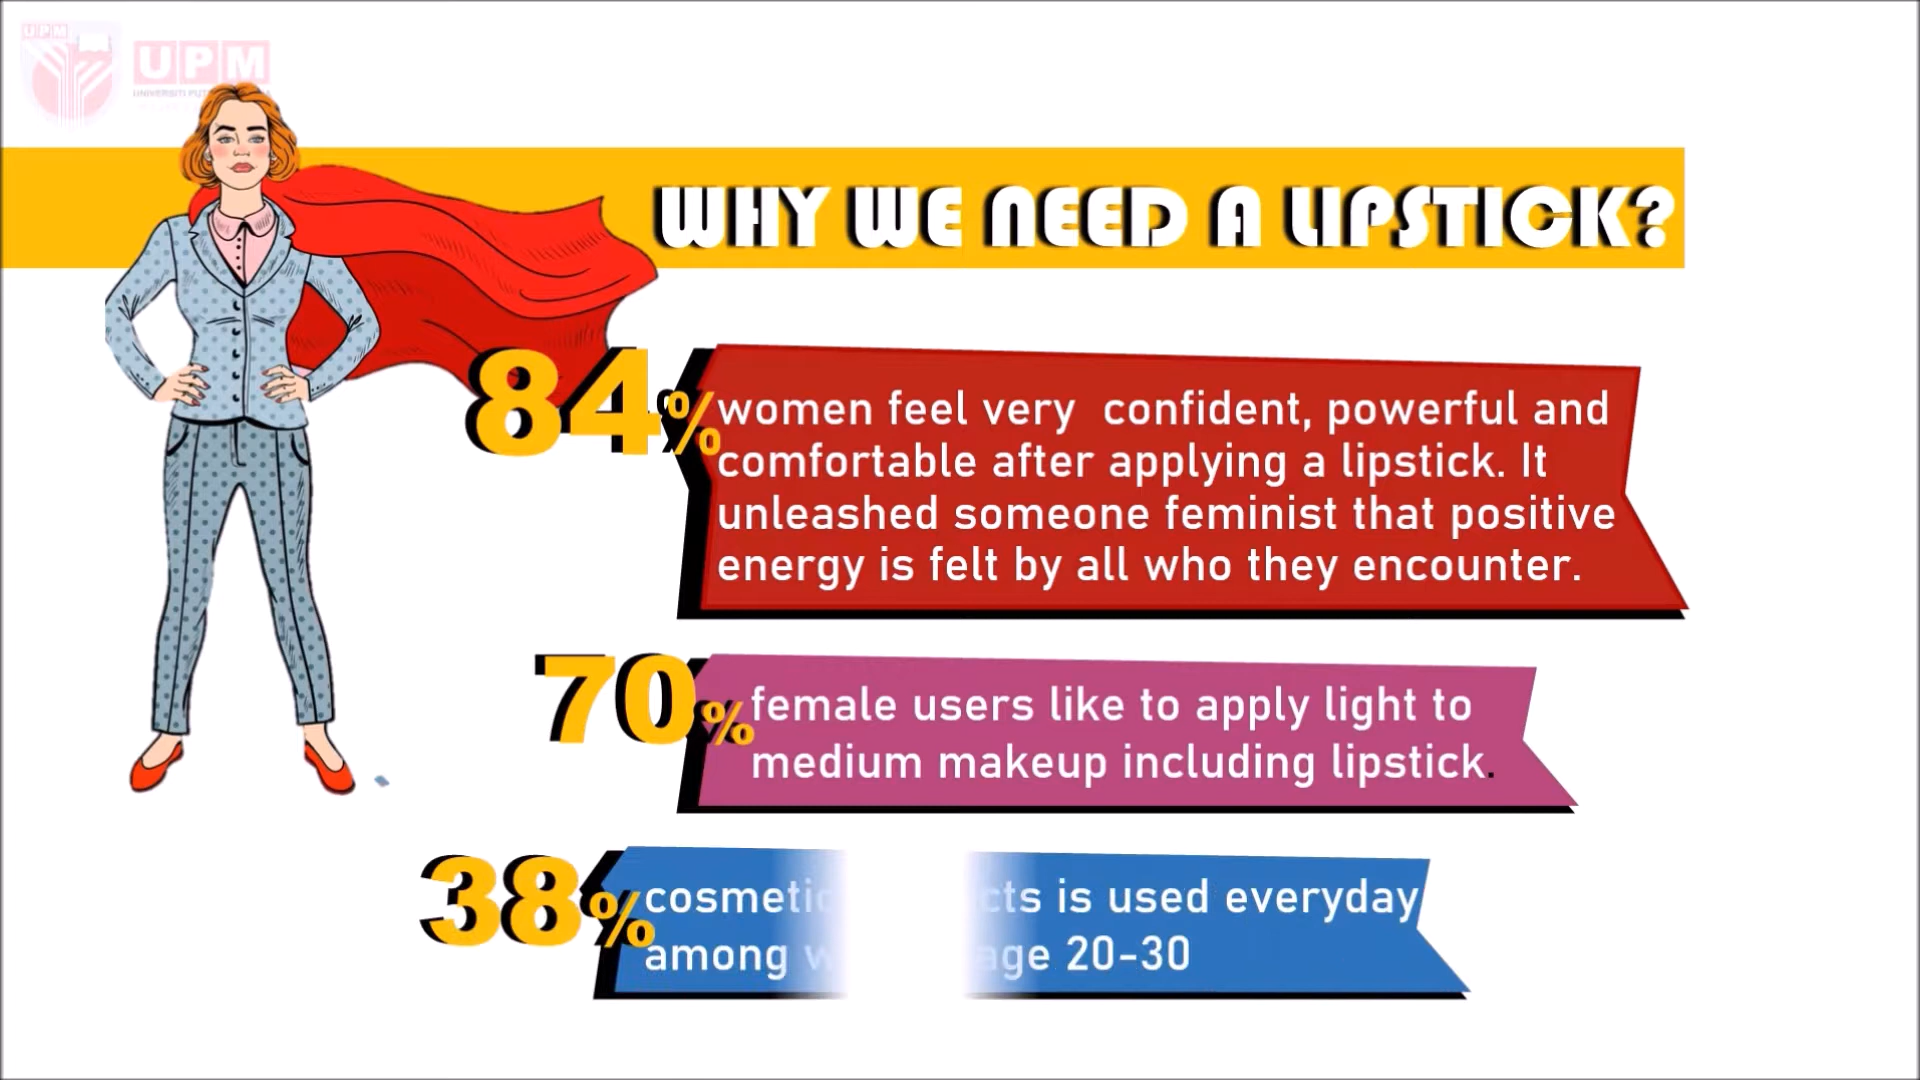 UPM
UPM
WHY WE NEED A LIPSTICK?
84% women feel very confident, powerful and
comfortable after applying a lipstick. It
unleashed someone feminist that positive
energy is felt by all who they encounter.
70% female users like to apply light to
medium makeup including lipstick.
38% is used everyday
among age 20-30